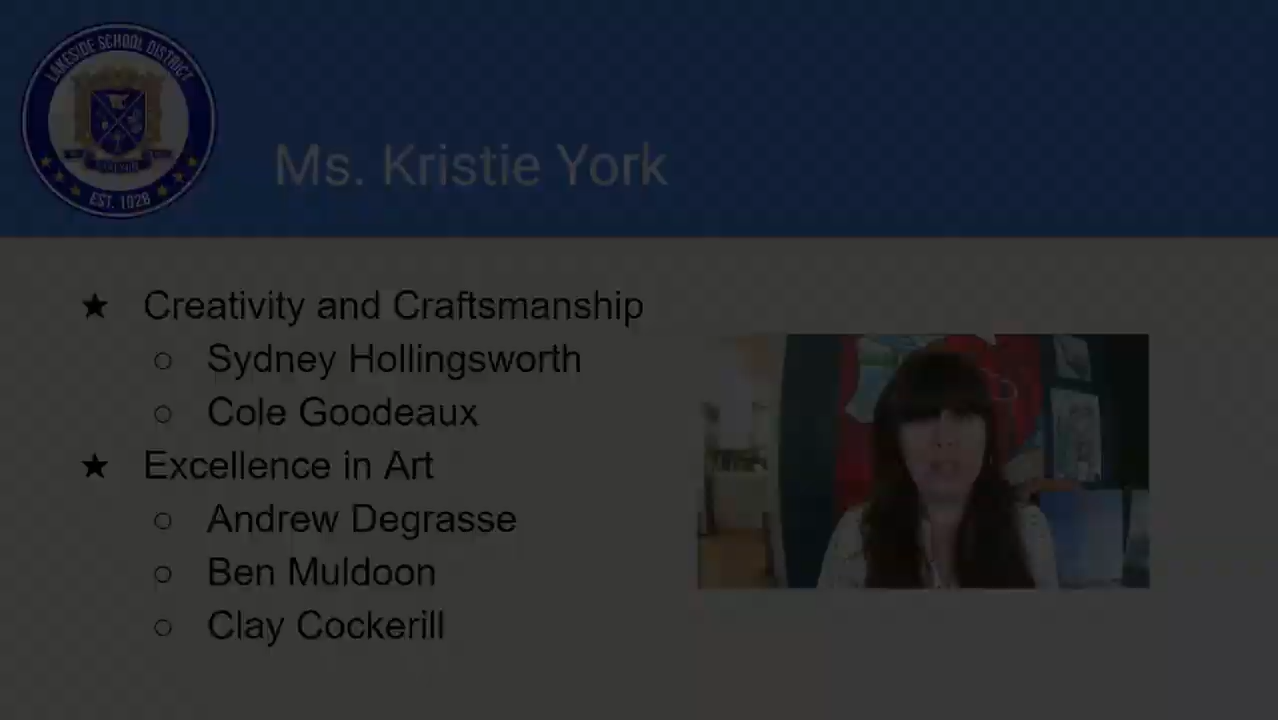 LAKESIDE SCHOOL DISTRICT
EST. 1028
Ms. Kristie York
★ Creativity and Craftsmanship
○ Sydney Hollingsworth
○ Cole Goodeaux
★ Excellence in Art
○ Andrew Degrasse
○ Ben Muldoon
○ Clay Cockerill